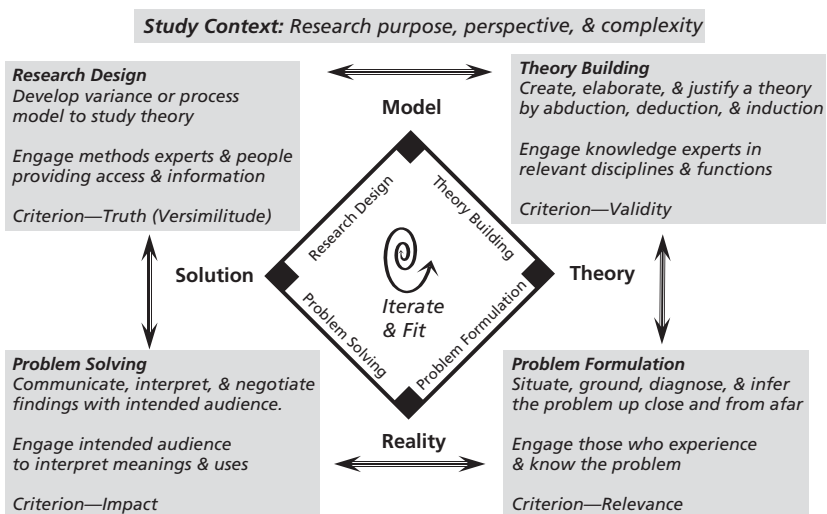 Study Context: Research purpose, perspective, & complexity
Research Design
Develop variance or process
model to study theory
Engage methods experts & people
providing access & information
Criterion—Truth (Versimilitude)
Theory Building
Create, elaborate, & justify a theory
by abduction, deduction, & induction
Engage knowledge experts in
relevant disciplines & functions
Criterion—Validity
Model
Research Design
Theory Building
Solution
Theory
Iterate
& Fit
Problem Solving
Problem Formulation
Reality
Problem Solving
Communicate, interpret, & negotiate
findings with intended audience.
Engage intended audience
to interpret meanings & uses
Criterion—Impact
Problem Formulation
Situate, ground, diagnose, & infer
the problem up close and from afar
Engage those who experience
& know the problem
Criterion—Relevance